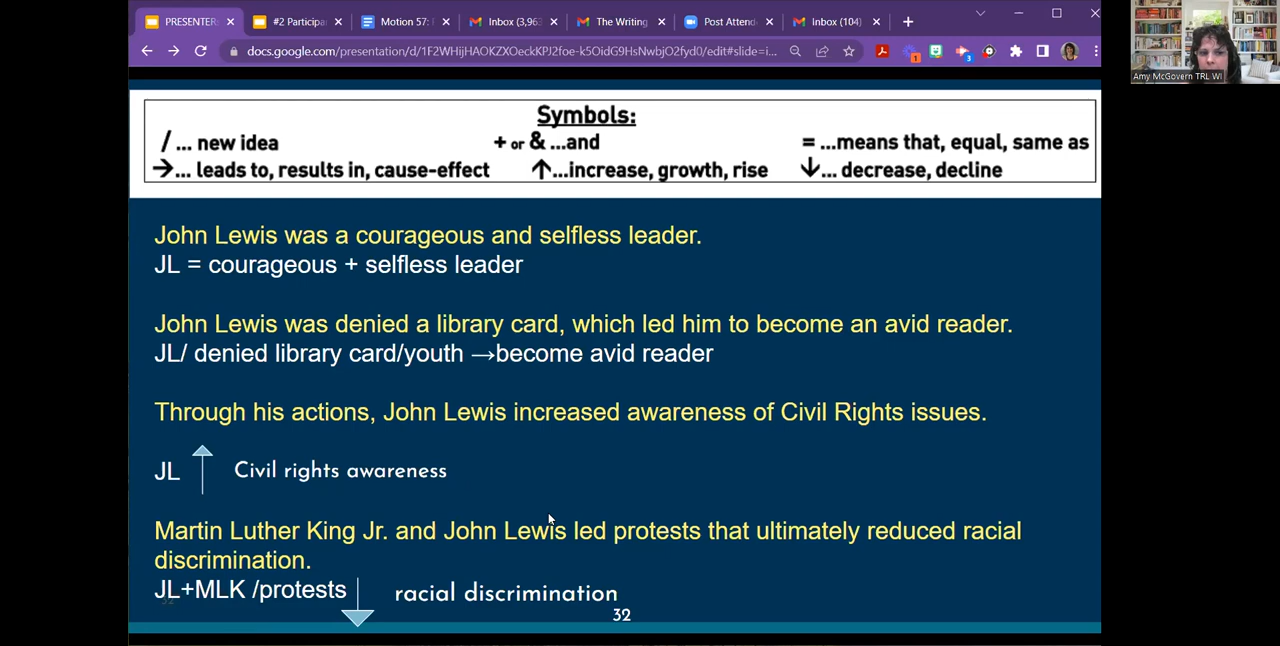 PRESENTER
#2 Participa
Motion 57:
Inbox (3,963
The Writing
Post Attend
Inbox (104)
docs.google.com/presentation/d/1F2WHijHAOKZXOeckKPJ2foe-k5OidG9HsNwbjO2fyd0/edit#slide=i...
Amy McGovern TRL WI
Symbols:
/ ... new idea
+ or & ...and
= ...means that, equal, same as
→... leads to, results in, cause-effect
↑...increase, growth, rise
↓... decrease, decline
John Lewis was a courageous and selfless leader.
JL = courageous + selfless leader
John Lewis was denied a library card, which led him to become an avid reader.
JL/ denied library card/youth →become avid reader
Through his actions, John Lewis increased awareness of Civil Rights issues.
JL ↑ Civil rights awareness
Martin Luther King Jr. and John Lewis led protests that ultimately reduced racial
discrimination.
JL+MLK /protests ↓ racial discrimination
32